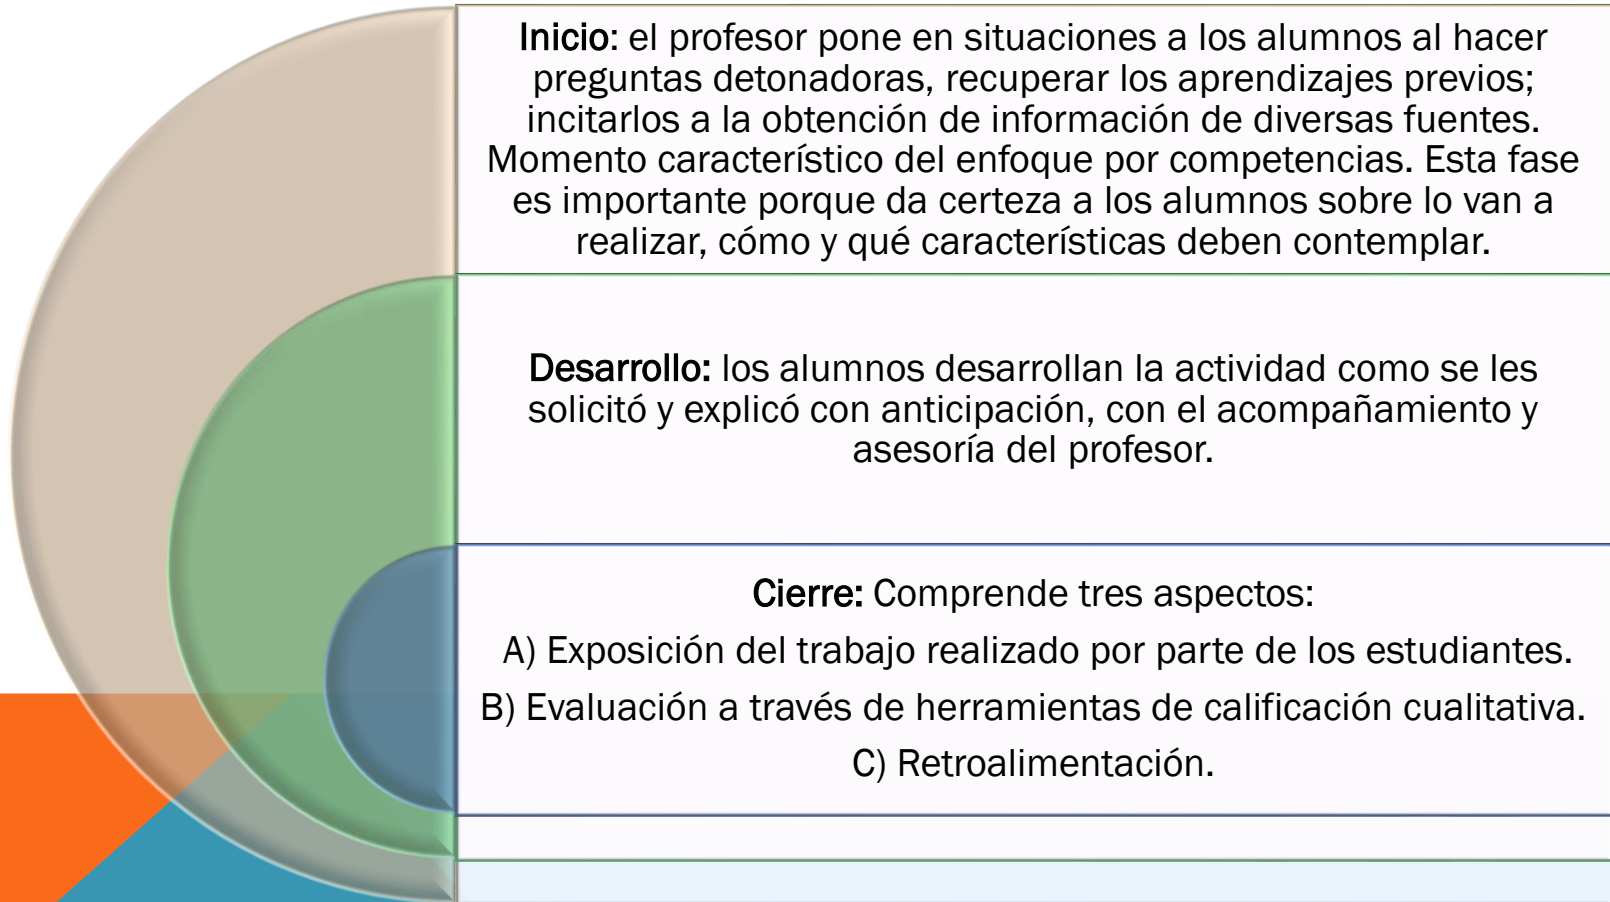 Inicio: el profesor pone en situaciones a los alumnos al hacer
preguntas detonadoras, recuperar los aprendizajes previos;
incitarlos a la obtención de información de diversas fuentes.
Momento característico del enfoque por competencias. Esta fase
es importante porque da certeza a los alumnos sobre lo van a
realizar, cómo y qué características deben contemplar.
Desarrollo: los alumnos desarrollan la actividad como se les
solicitó y explicó con anticipación, con el acompañamiento y
asesoría del profesor.
Cierre: Comprende tres aspectos:
A) Exposición del trabajo realizado por parte de los estudiantes.
B) Evaluación a través de herramientas de calificación cualitativa.
C) Retroalimentación.